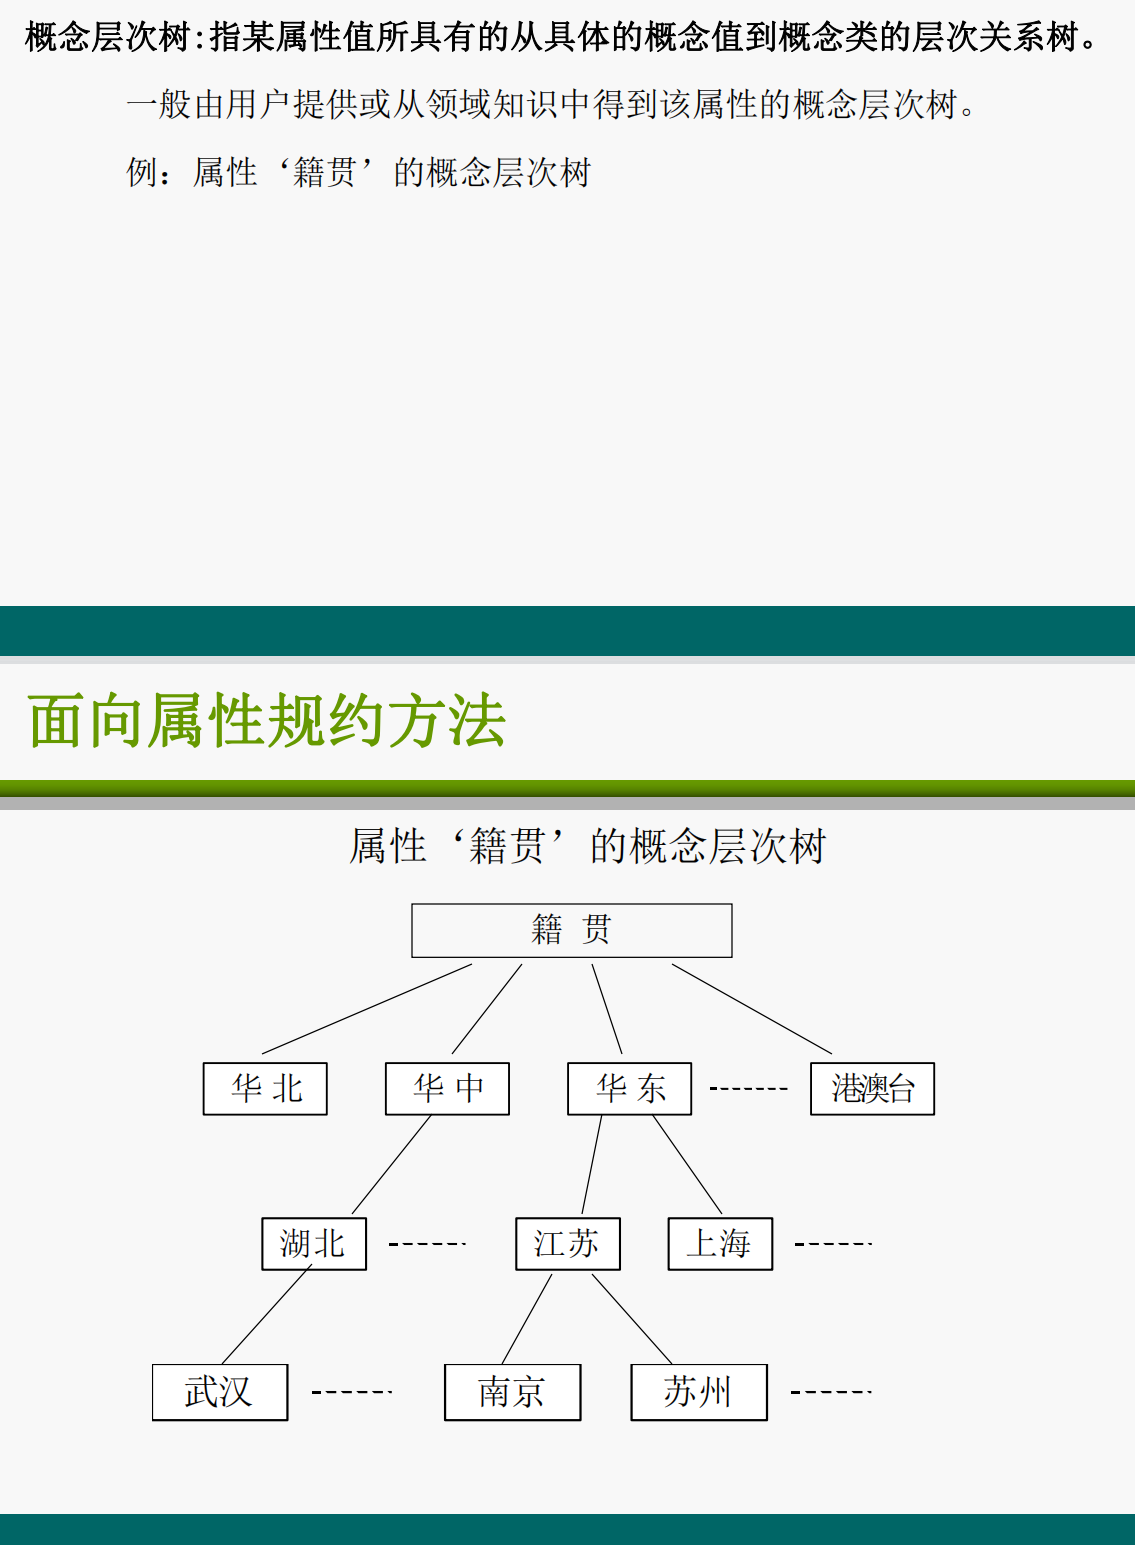 概念层次树:指某属性值所具有的从具体的概念值到概念类的层次关系树。
一般由用户提供或从领域知识中得到该属性的概念层次树。
例：属性‘籍贯’的概念层次树
面向属性规约方法
属性‘籍贯’的概念层次树
籍 贯
华 北 华 中 华 东 港澳台
湖北 江苏 上海
武汉 南京 苏州